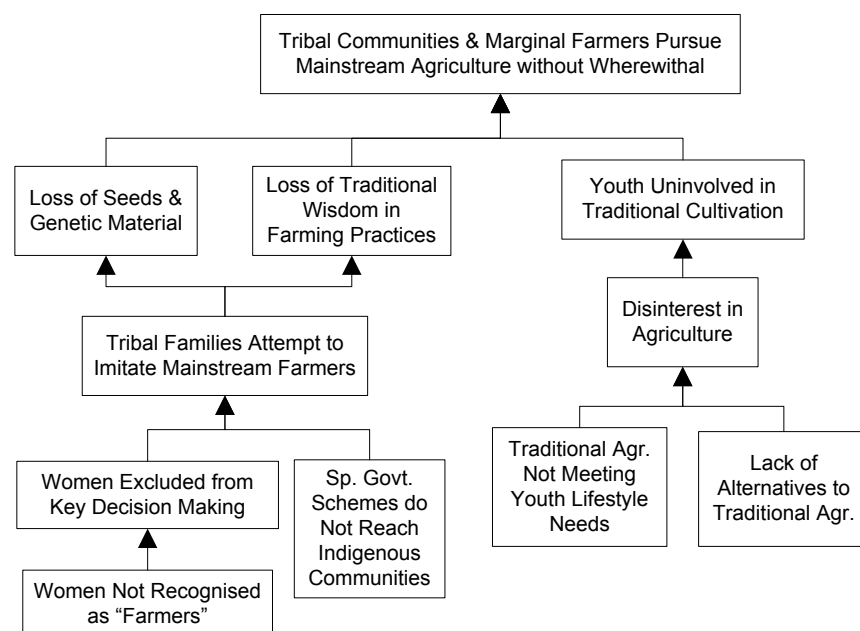 Tribal Communities & Marginal Farmers Pursue
Mainstream Agriculture without Wherewithal
Loss of Seeds &
Genetic Material
Loss of Traditional
Wisdom in
Farming Practices
Youth Uninvolved in
Traditional Cultivation
Tribal Families Attempt to
Imitate Mainstream Farmers
Disinterest in
Agriculture
Women Excluded from
Key Decision Making
Sp. Govt.
Schemes do
Not Reach
Indigenous
Communities
Traditional Agr.
Not Meeting
Youth Lifestyle
Needs
Lack of
Alternatives to
Traditional Agr.
Women Not Recognised
as “Farmers”